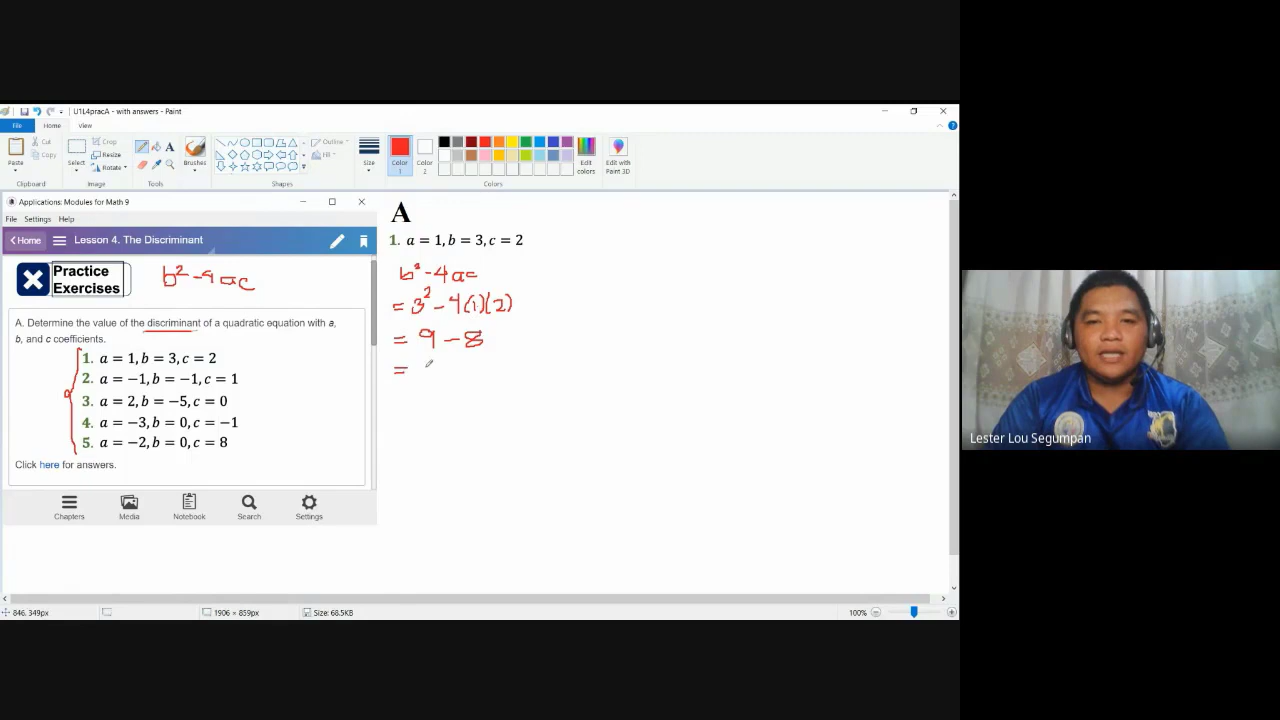 U1L4pracA - with answers - Paint
File Home View
Paste Cut Copy Clipboard
Select Crop Resize Rotate Image
Tools
Brushes
Outline Fill Shapes
Size
Color 1 Color 2 Edit colors Colors
Edit with Paint 3D
Applications: Modules for Math 9
File Settings Help
Home Lesson 4. The Discriminant
Practice Exercises
b² - 4ac
A. Determine the value of the discriminant of a quadratic equation with a,
b, and c coefficients.
1. a = 1, b = 3, c = 2
2. a = −1, b = −1, c = 1
3. a = 2, b = −5, c = 0
4. a = −3, b = 0, c = −1
5. a = −2, b = 0, c = 8
Click here for answers.
Chapters Media Notebook Search Settings
A
1. a = 1, b = 3, c = 2
b² - 4ac
= 3² - 4(1)(2)
= 9 - 8
=
Lester Lou Segumpan
846, 349px 1906 × 859px Size: 68.5KB 100%